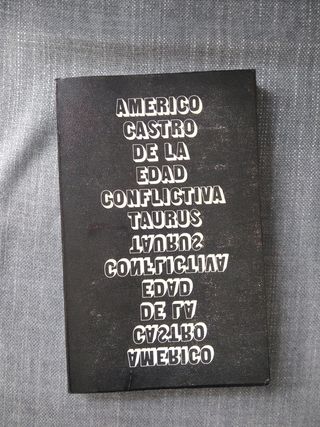 AMERICO
CASTRO
DE LA
EDAD
CONFLICTIVA
TAURUS
TAURUS
CONFLICTIVA
EDAD
DE LA
CASTRO
AMERICO